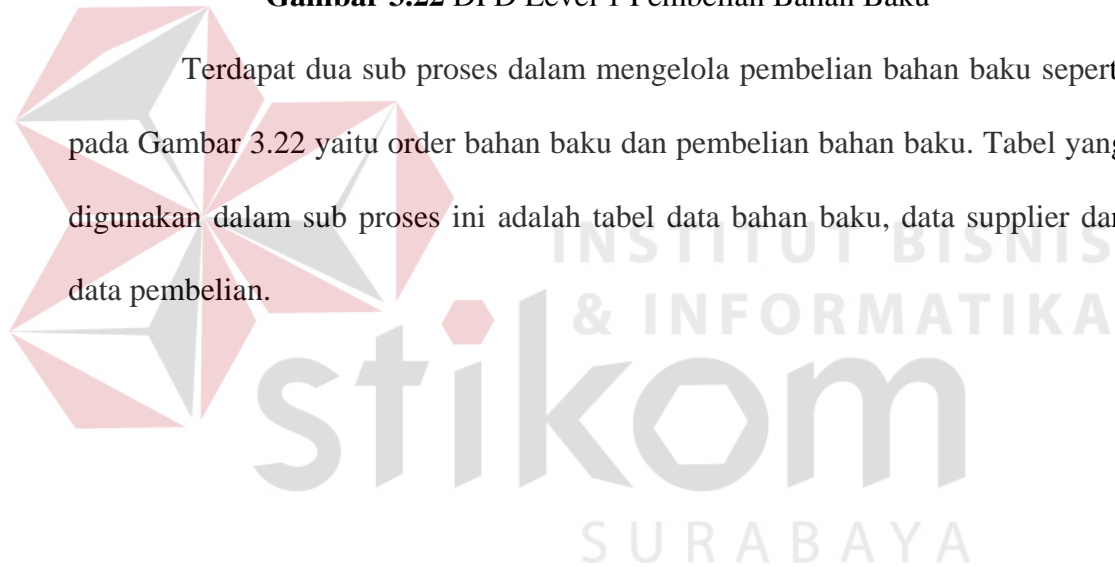 Gambar 3.22 DFD Level 1 Pembelian Bahan Baku
Terdapat dua sub proses dalam mengelola pembelian bahan baku sepert
pada Gambar 3.22 yaitu order bahan baku dan pembelian bahan baku. Tabel yang
digunakan dalam sub proses ini adalah tabel data bahan baku, data supplier dan
data pembelian.
INSTITUT BISNIS
& INFORMATIKA
stikom
SURABAYA